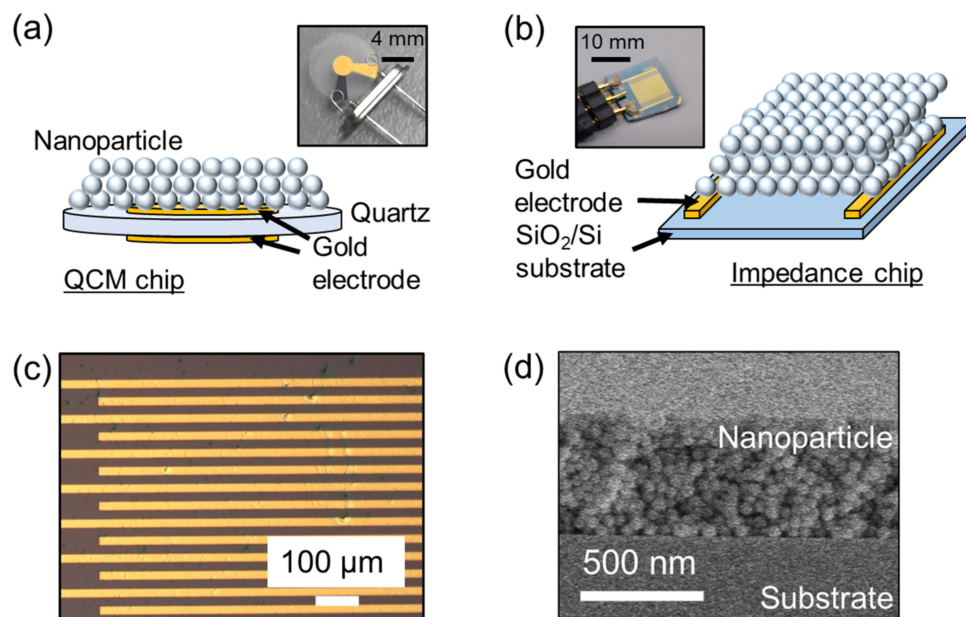 (a)
4 mm
Nanoparticle
Quartz
Gold
electrode
QCM chip
(b)
10 mm
Gold
electrode
SiO₂/Si
substrate
Impedance chip
(c)
100 µm
(d)
Nanoparticle
500 nm
Substrate